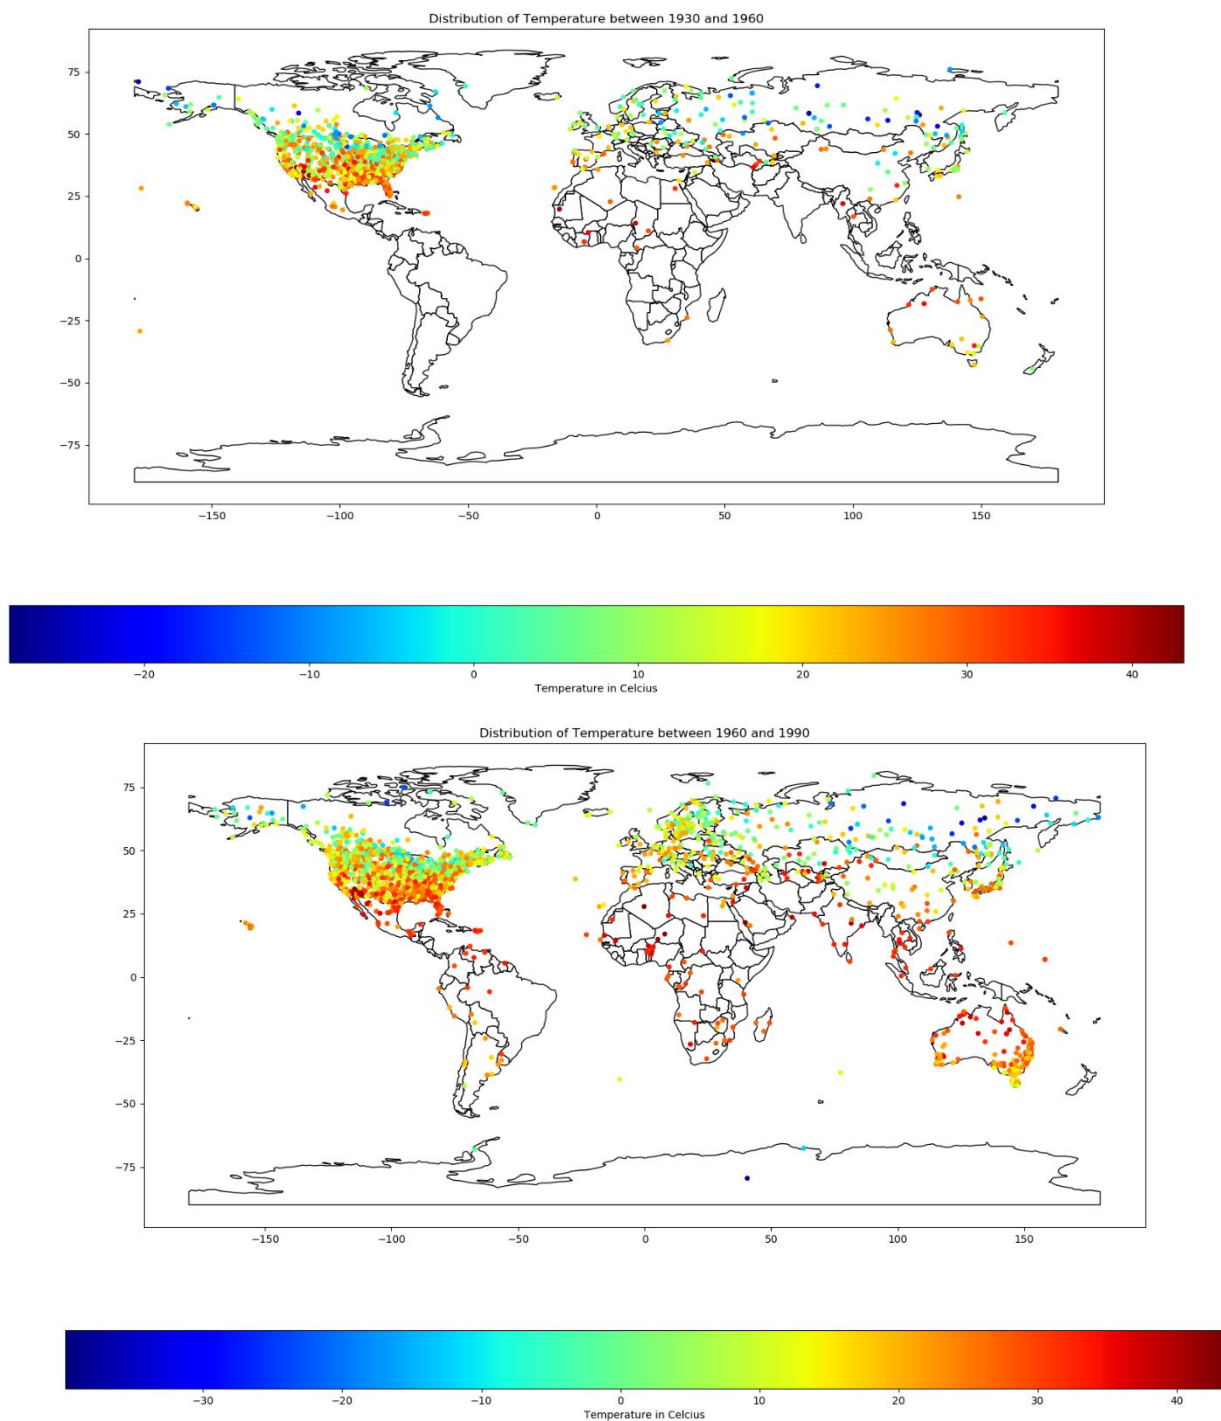 Distribution of Temperature between 1930 and 1960
75
50
25
0
−25
−50
−75
−150 −100 −50 0 50 100 150
−20 −10 0 10 20 30 40
Temperature in Celcius
Distribution of Temperature between 1960 and 1990
75
50
25
0
−25
−50
−75
−150 −100 −50 0 50 100 150
−30 −20 −10 0 10 20 30 40
Temperature in Celcius